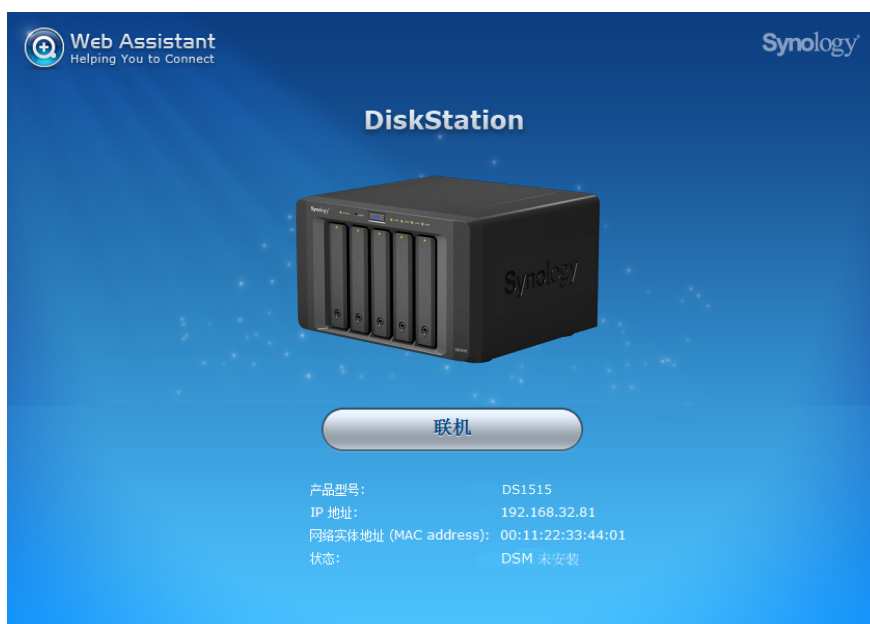 Web Assistant
Helping You to Connect
Synology
DiskStation
Synology
Synology
联机
产品型号: DS1515
IP 地址: 192.168.32.81
网络实体地址 (MAC address): 00:11:22:33:44:01
状态: DSM 未安装